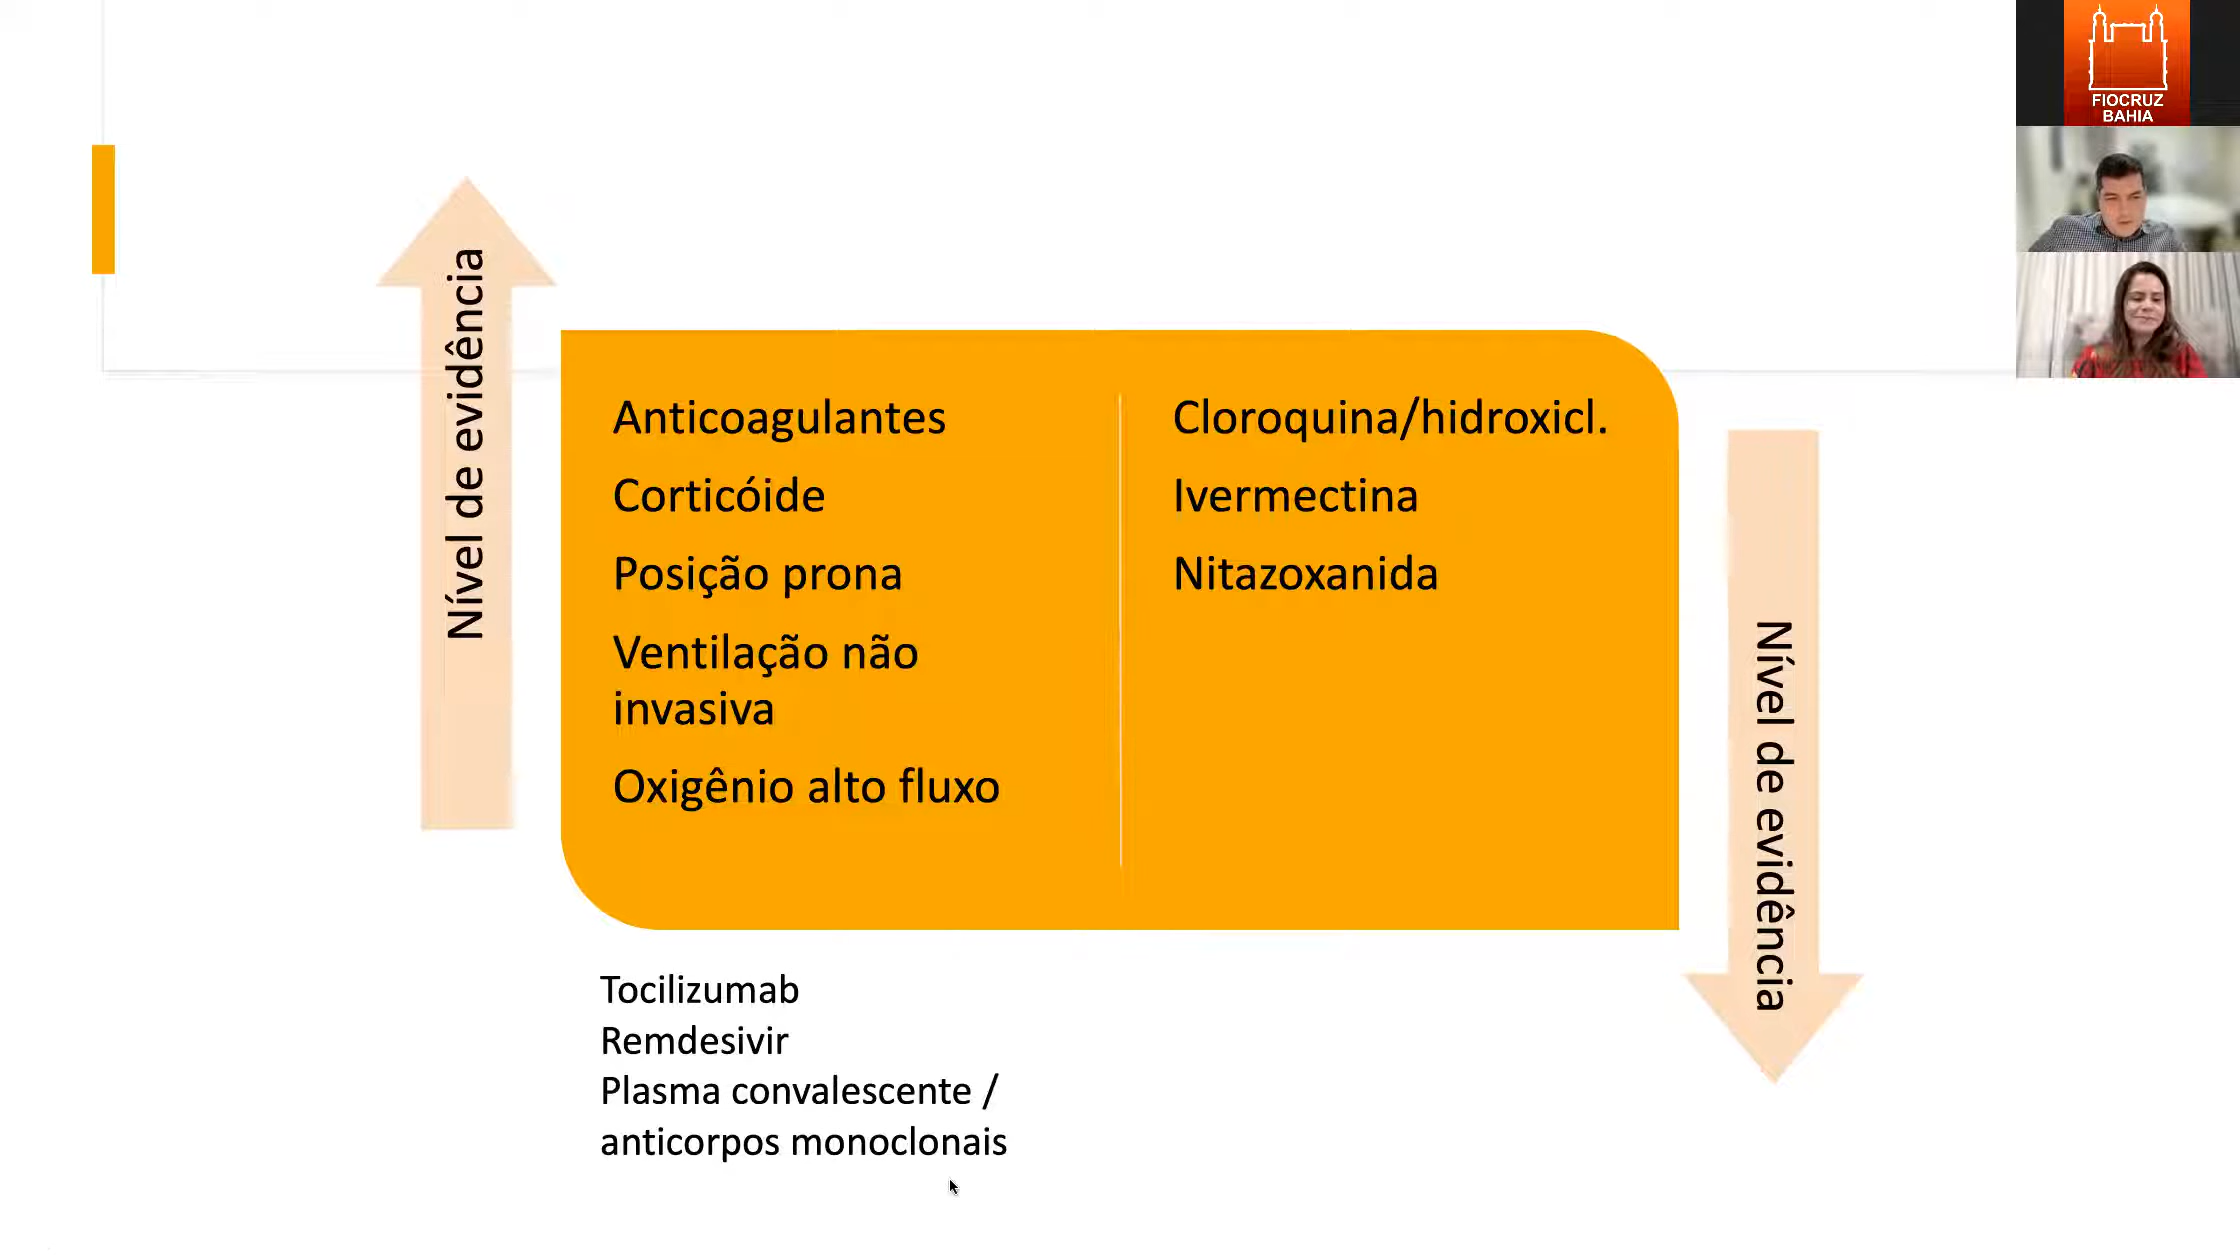 FIOCRUZ
BAHIA
Nível de evidência
Anticoagulantes
Corticóide
Posição prona
Ventilação não
invasiva
Oxigênio alto fluxo
Cloroquina/hidroxicl.
Ivermectina
Nitazoxanida
Nível de evidência
Tocilizumab
Remdesivir
Plasma convalescente /
anticorpos monoclonais